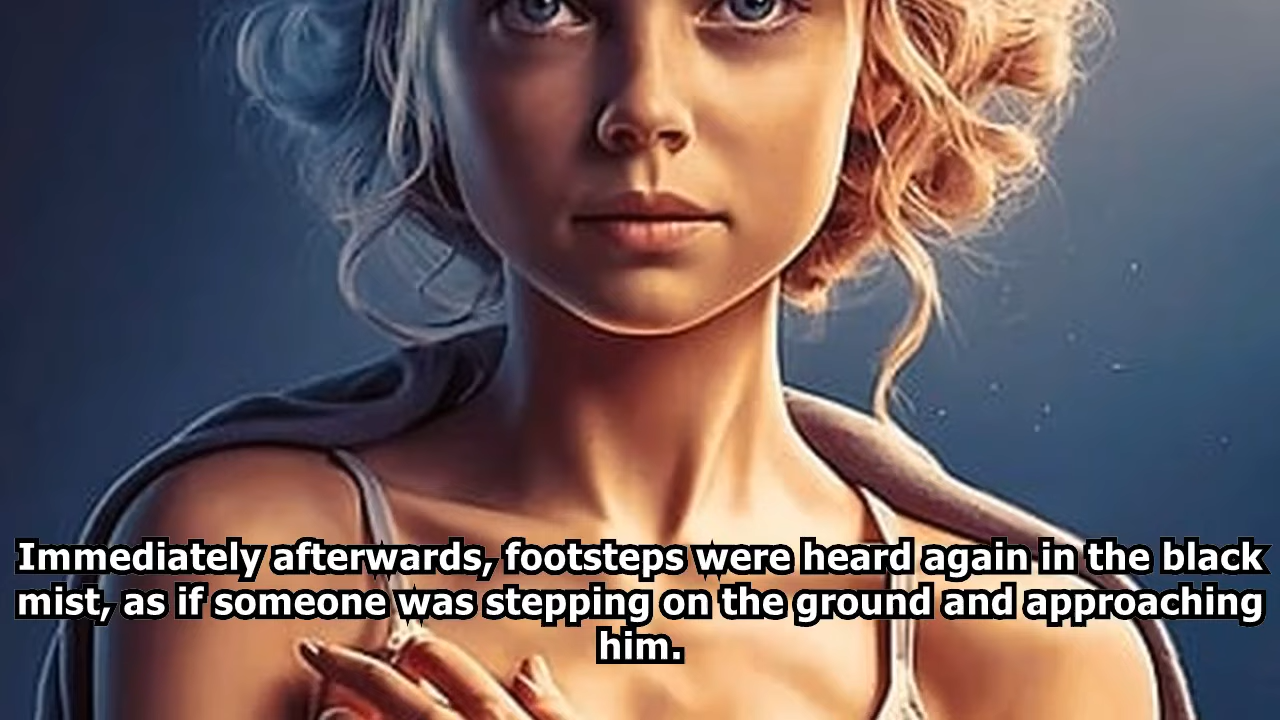 Immediately afterwards, footsteps were heard again in the black
mist, as if someone was stepping on the ground and approaching
him.